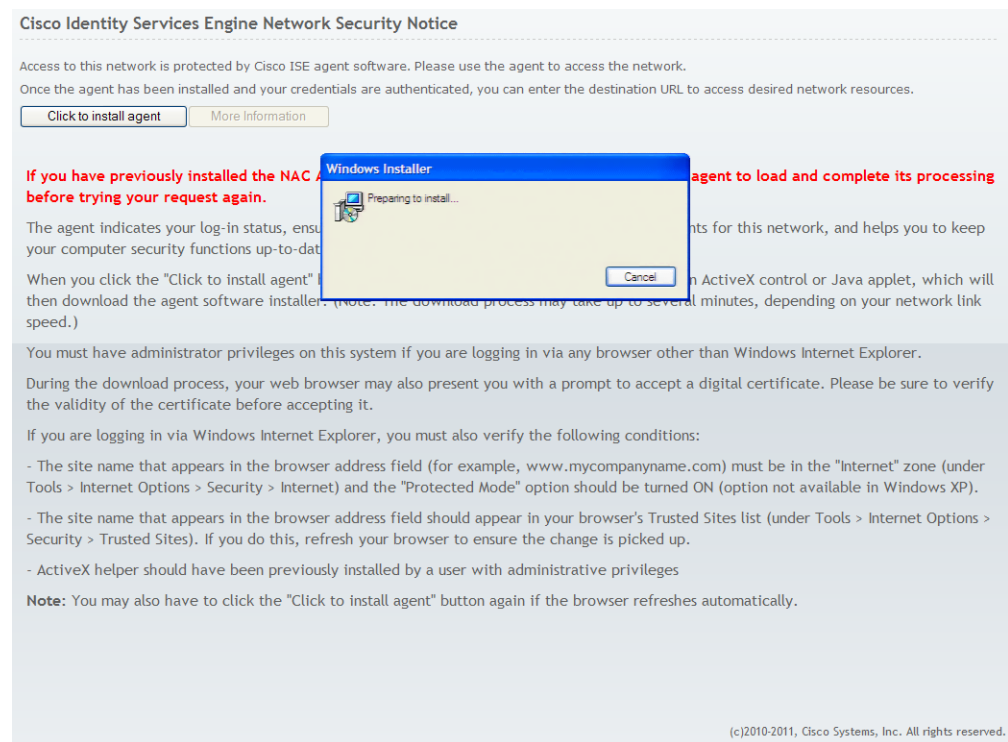 Cisco Identity Services Engine Network Security Notice
Access to this network is protected by Cisco ISE agent software. Please use the agent to access the network.
Once the agent has been installed and your credentials are authenticated, you can enter the destination URL to access desired network resources.
Click to install agent More Information
Windows Installer
Preparing to install...
Cancel
If you have previously installed the NAC agent to load and complete its processing
before trying your request again.
The agent indicates your log-in status, ensu nts for this network, and helps you to keep
your computer security functions up-to-dat
When you click the "Click to install agent" n ActiveX control or Java applet, which will
then download the agent software installer. (Note: The download process may take up to several minutes, depending on your network link
speed.)
You must have administrator privileges on this system if you are logging in via any browser other than Windows Internet Explorer.
During the download process, your web browser may also present you with a prompt to accept a digital certificate. Please be sure to verify
the validity of the certificate before accepting it.
If you are logging in via Windows Internet Explorer, you must also verify the following conditions:
- The site name that appears in the browser address field (for example, www.mycompanyname.com) must be in the "Internet" zone (under
Tools > Internet Options > Security > Internet) and the "Protected Mode" option should be turned ON (option not available in Windows XP).
- The site name that appears in the browser address field should appear in your browser's Trusted Sites list (under Tools > Internet Options >
Security > Trusted Sites). If you do this, refresh your browser to ensure the change is picked up.
- ActiveX helper should have been previously installed by a user with administrative privileges
Note: You may also have to click the "Click to install agent" button again if the browser refreshes automatically.
(c)2010-2011, Cisco Systems, Inc. All rights reserved.